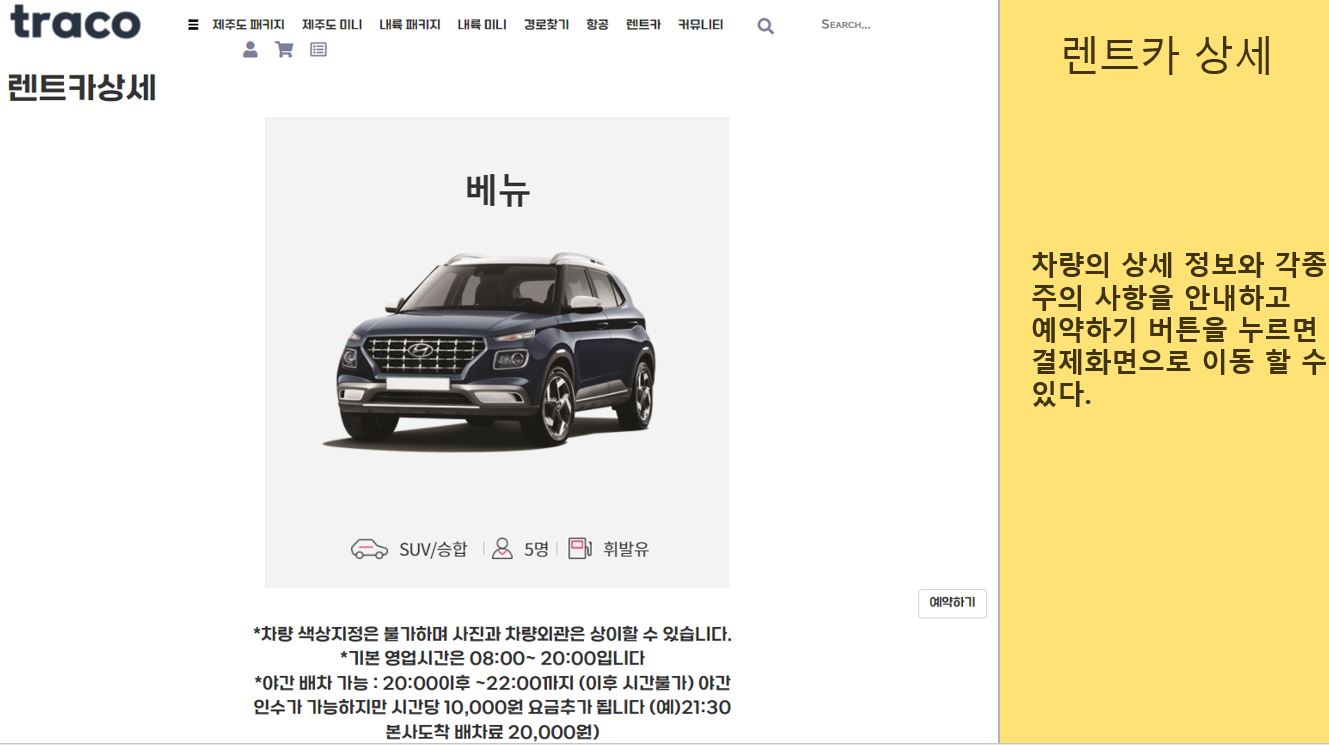 traco
제주도 패키지 제주도 미니 내륙 패키지 내륙 미니 경로찾기 항공 렌트카 커뮤니티 SEARCH...
렌트카상세
베뉴
SUV/승합 5명 휘발유
예약하기
*차량 색상지정은 불가하며 사진과 차량외관은 상이할 수 있습니다.
*기본 영업시간은 08:00~ 20:00입니다
*야간 배차 가능 : 20:00이후 ~22:00까지 (이후 시간불가) 야간
인수가 가능하지만 시간당 10,000원 요금추가 됩니다 (예)21:30
본사도착 배차료 20,000원)
렌트카 상세
차량의 상세 정보와 각종
주의 사항을 안내하고
예약하기 버튼을 누르면
결제화면으로 이동 할 수
있다.